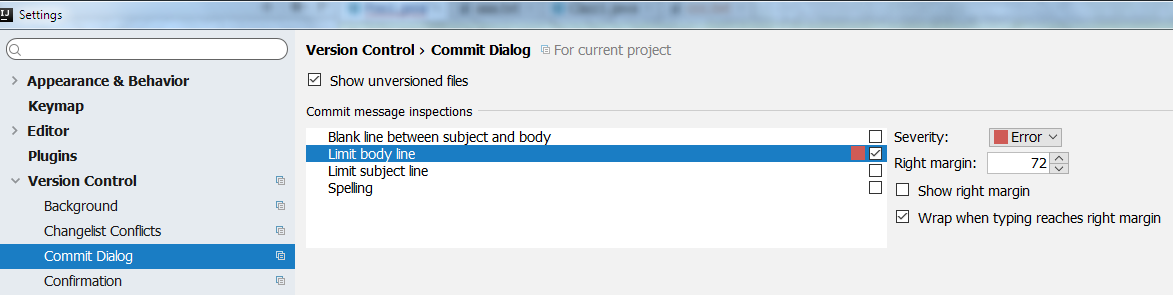 Settings
Version Control › Commit Dialog For current project
Appearance & Behavior
Show unversioned files
Keymap
Commit message inspections
Editor
Blank line between subject and body
Severity: Error
Plugins
Limit body line
Right margin: 72
Version Control
Limit subject line
Show right margin
Background
Spelling
Changelist Conflicts
Wrap when typing reaches right margin
Commit Dialog
Confirmation